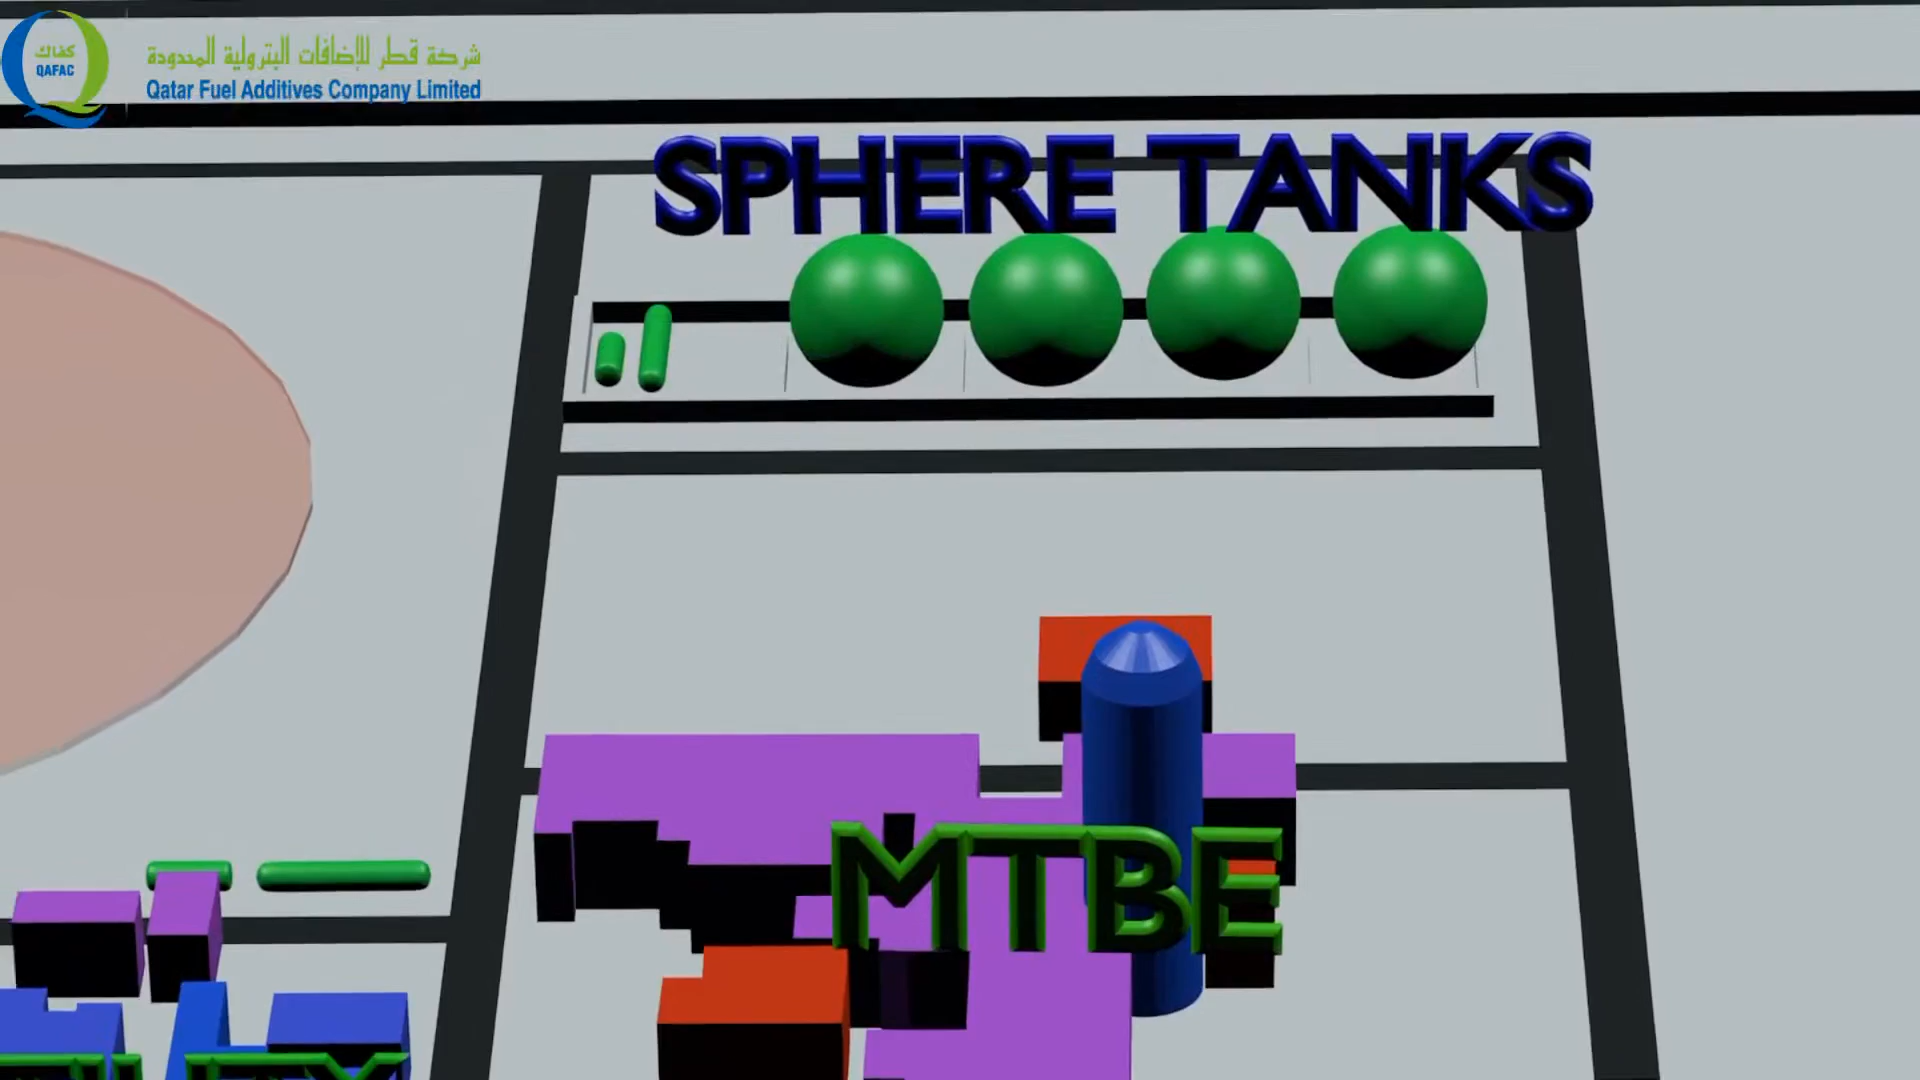 كفاك
QAFAC
شركة قطر للإضافات البترولية المحدودة
Qatar Fuel Additives Company Limited
SPHERE TANKS
MTBE